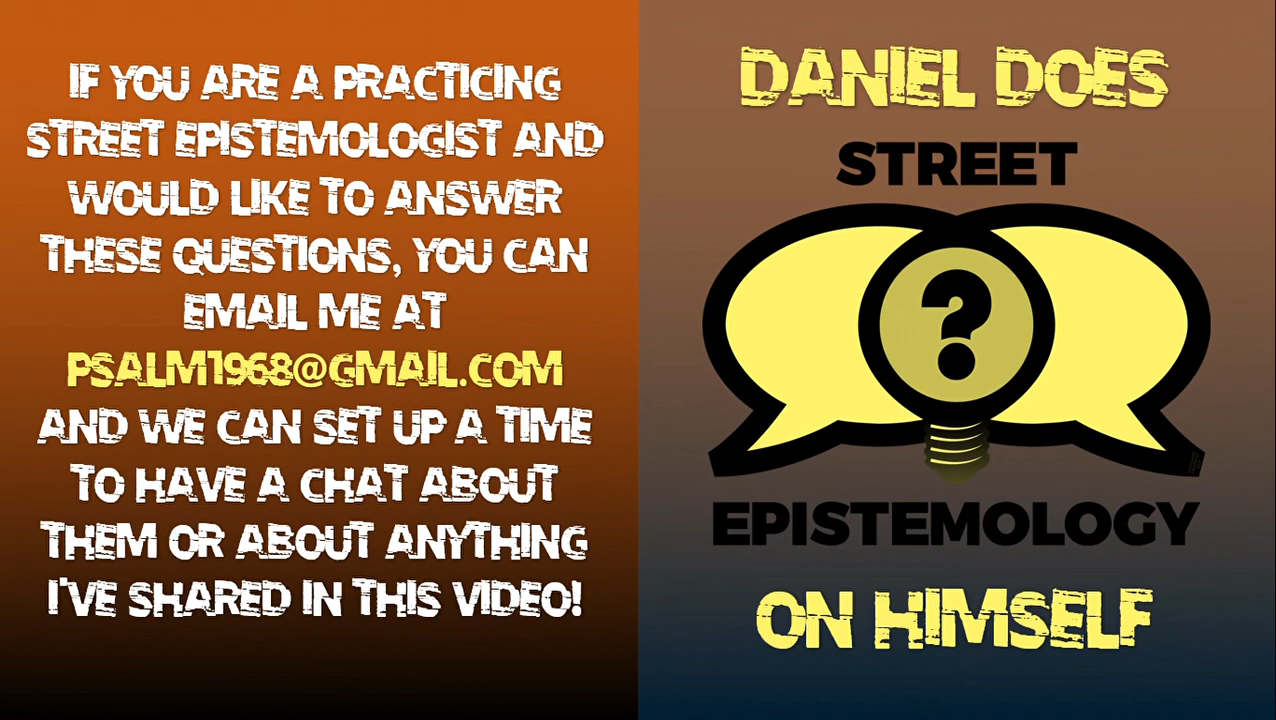 IF YOU ARE A PRACTICING
STREET EPISTEMOLOGIST AND
WOULD LIKE TO ANSWER
THESE QUESTIONS, YOU CAN
EMAIL ME AT
PSALM1968@GMAIL.COM
AND WE CAN SET UP A TIME
TO HAVE A CHAT ABOUT
THEM OR ABOUT ANYTHING
I'VE SHARED IN THIS VIDEO!
DANIEL DOES
STREET
?
EPISTEMOLOGY
ON HIMSELF